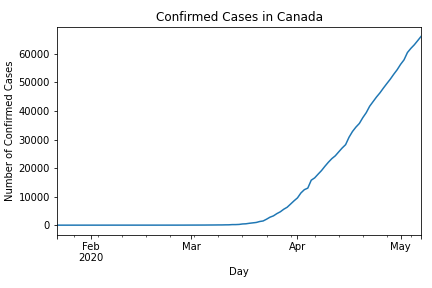 Confirmed Cases in Canada
Number of Confirmed Cases
60000
50000
40000
30000
20000
10000
0
Feb
2020
Mar
Apr
May
Day